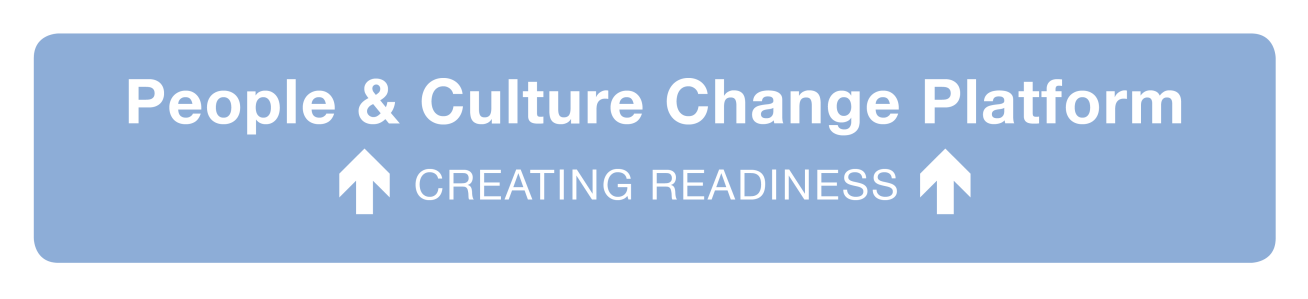 People & Culture Change Platform
CREATING READINESS